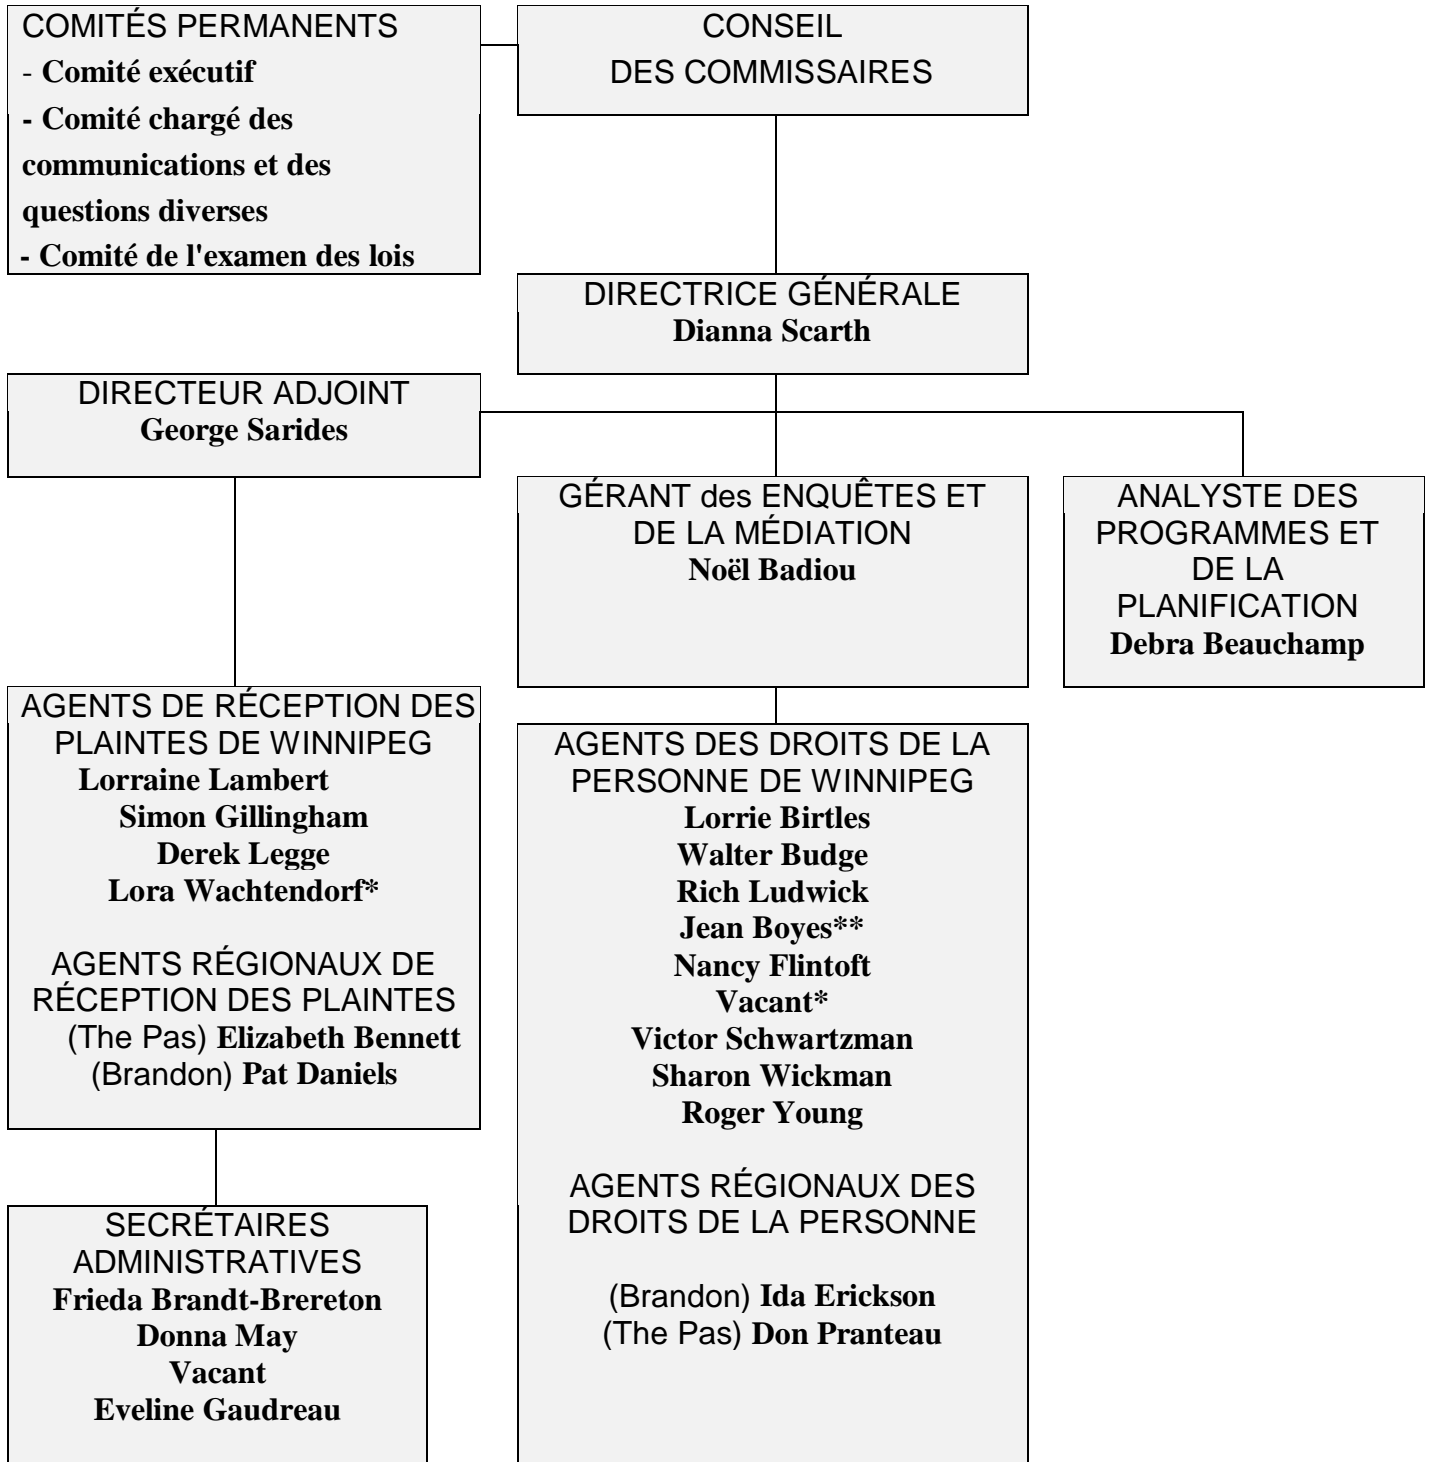 COMITÉS PERMANENTS
- Comité exécutif
- Comité chargé des
communications et des
questions diverses
- Comité de l'examen des lois
CONSEIL
DES COMMISSAIRES
DIRECTRICE GÉNÉRALE
Dianna Scarth
DIRECTEUR ADJOINT
George Sarides
GÉRANT des ENQUÊTES ET
DE LA MÉDIATION
Noël Badiou
ANALYSTE DES
PROGRAMMES ET
DE LA
PLANIFICATION
Debra Beauchamp
AGENTS DE RÉCEPTION DES
PLAINTES DE WINNIPEG
Lorraine Lambert
Simon Gillingham
Derek Legge
Lora Wachtendorf*
AGENTS RÉGIONAUX DE
RÉCEPTION DES PLAINTES
(The Pas) Elizabeth Bennett
(Brandon) Pat Daniels
AGENTS DES DROITS DE LA
PERSONNE DE WINNIPEG
Lorrie Birtles
Walter Budge
Rich Ludwick
Jean Boyes**
Nancy Flintoft
Vacant*
Victor Schwartzman
Sharon Wickman
Roger Young
AGENTS RÉGIONAUX DES
DROITS DE LA PERSONNE
(Brandon) Ida Erickson
(The Pas) Don Pranteau
SECRÉTAIRES
ADMINISTRATIVES
Frieda Brandt-Brereton
Donna May
Vacant
Eveline Gaudreau